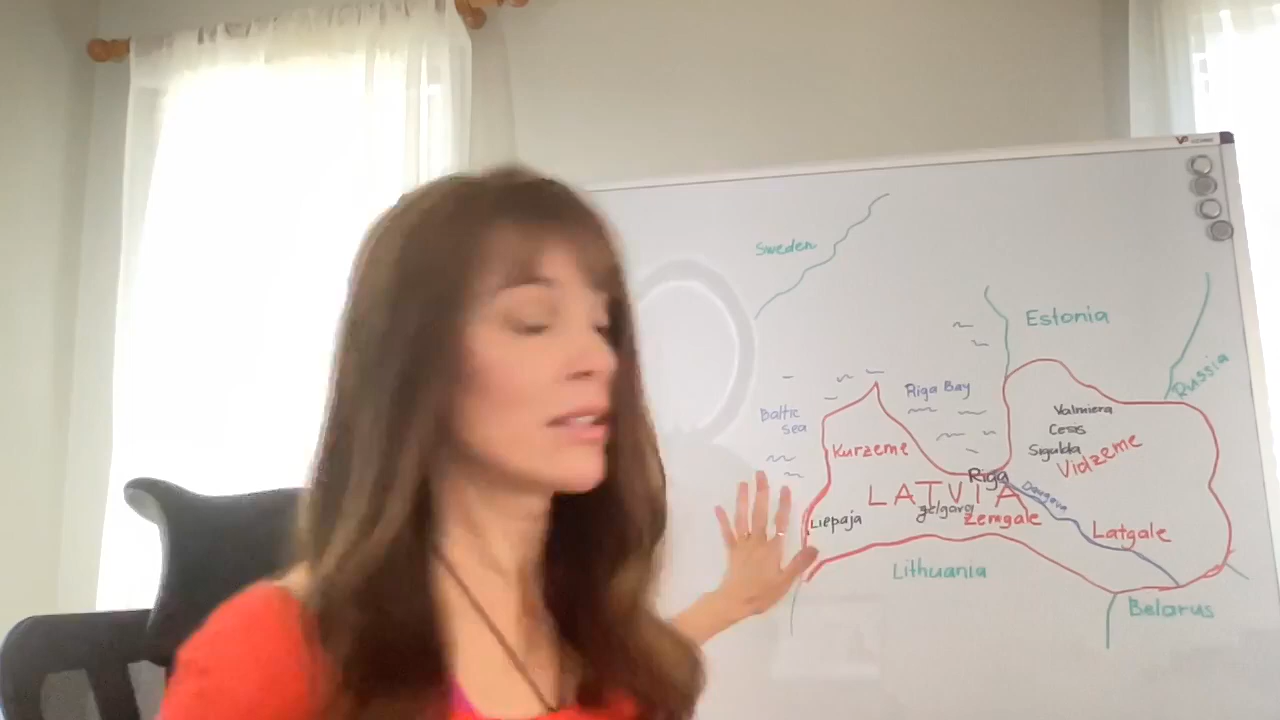 Sweden
Estonia
Russia
Riga Bay
Baltic
sea
Valmiera
Cesis
Sigulda
Vidzeme
Kurzeme
Riga
LATVIA
Daugava
Liepaja
Zemgale
Latgale
Lithuania
Belarus